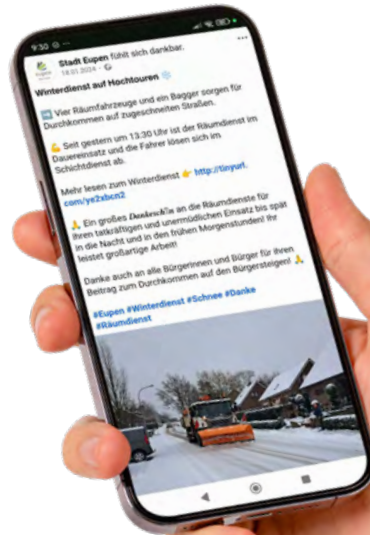 9:30
Stadt Eupen fühlt sich dankbar.
18.01.2024
Winterdienst auf Hochtouren ❄️
➡️ Vier Räumfahrzeuge und ein Bagger sorgen für
Durchkommen auf zugeschneiten Straßen.
💪 Seit gestern um 13:30 Uhr ist der Räumdienst im
Dauereinsatz und die Fahrer lösen sich im
Schichtdienst ab.
Mehr lesen zum Winterdienst 👉 http://tinyurl.
com/ye2xbcn2
🙏 Ein großes Dankeschön an die Räumdienste für
ihren tatkräftigen und unermüdlichen Einsatz bis spät
in die Nacht und in den frühen Morgenstunden! Ihr
leistet großartige Arbeit!
Danke auch an alle Bürgerinnen und Bürger für ihren
Beitrag zum Durchkommen auf den Bürgersteigen! 🙏
#Eupen #Winterdienst #Schnee #Danke
#Räumdienst